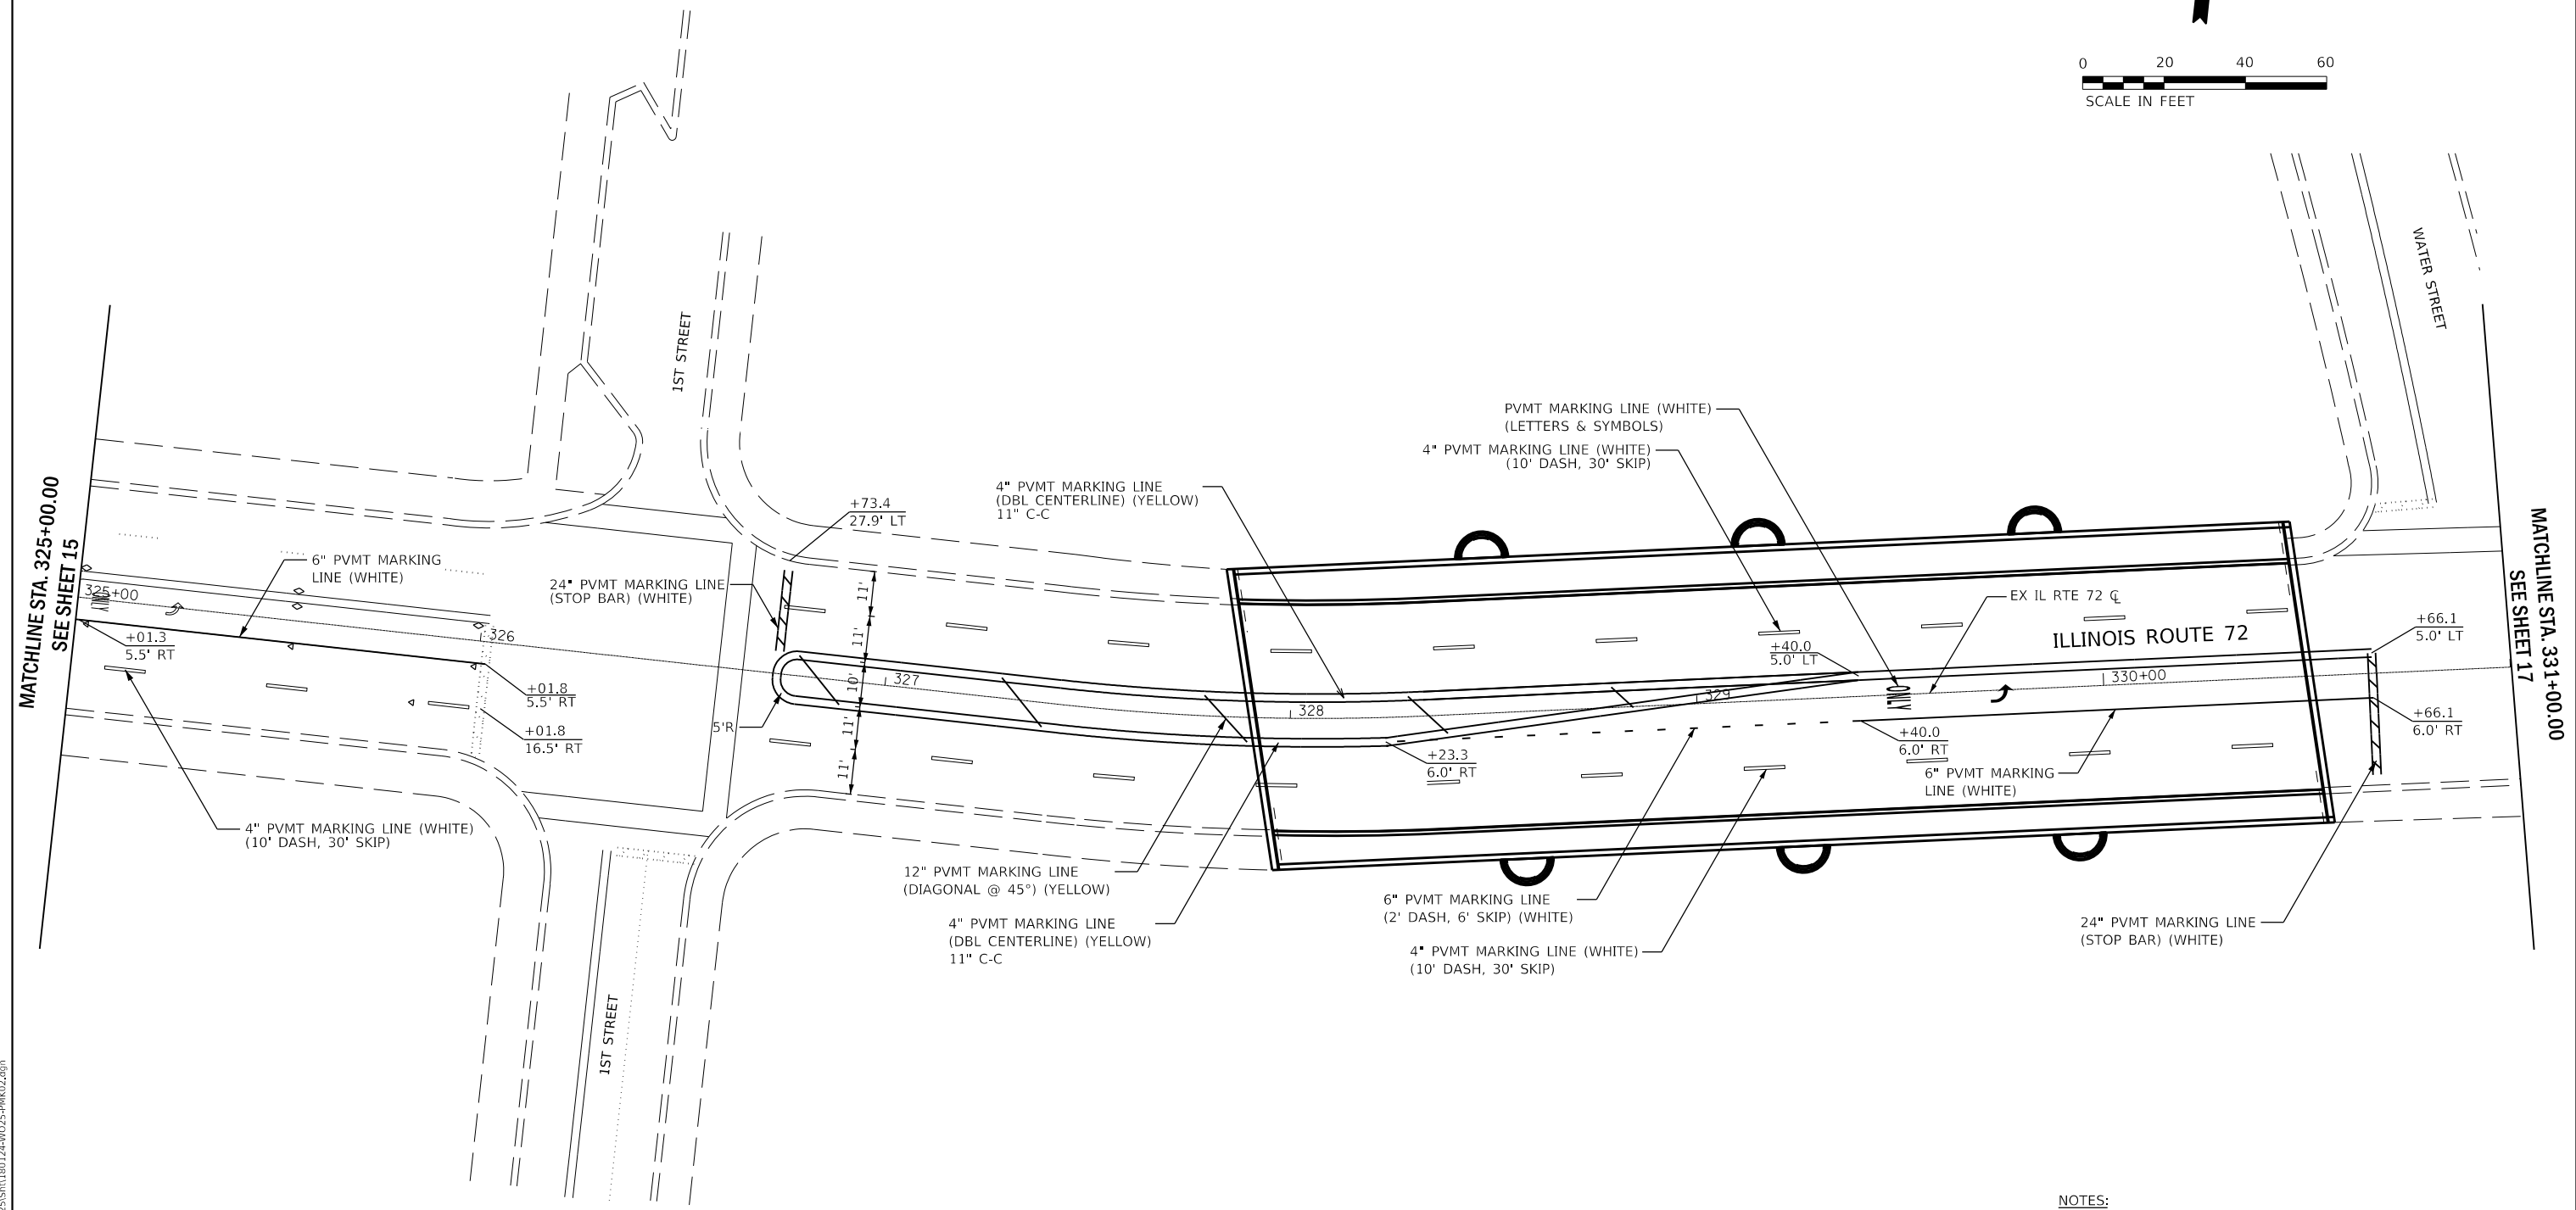 0 20 40 60
SCALE IN FEET
WATER STREET
1ST STREET
PVMT MARKING LINE (WHITE)
(LETTERS & SYMBOLS)
4" PVMT MARKING LINE (WHITE)
(10' DASH, 30' SKIP)
4" PVMT MARKING LINE
(DBL CENTERLINE) (YELLOW)
11" C-C
+73.4
27.9' LT
MATCHLINE STA. 325+00.00
SEE SHEET 15
6" PVMT MARKING
LINE (WHITE)
24" PVMT MARKING LINE
(STOP BAR) (WHITE)
325+00
326
+01.3
5.5' RT
+01.8
5.5' RT
+01.8
16.5' RT
11'
11'
10'
11'
11'
5'R
327
328
329
330+00
EX IL RTE 72 ℄
ILLINOIS ROUTE 72
+40.0
5.0' LT
+66.1
5.0' LT
+66.1
6.0' RT
MATCHLINE STA. 331+00.00
SEE SHEET 17
+23.3
6.0' RT
+40.0
6.0' RT
6" PVMT MARKING
LINE (WHITE)
4" PVMT MARKING LINE (WHITE)
(10' DASH, 30' SKIP)
12" PVMT MARKING LINE
(DIAGONAL @ 45°) (YELLOW)
4" PVMT MARKING LINE
(DBL CENTERLINE) (YELLOW)
11" C-C
6" PVMT MARKING LINE
(2' DASH, 6' SKIP) (WHITE)
4" PVMT MARKING LINE (WHITE)
(10' DASH, 30' SKIP)
24" PVMT MARKING LINE
(STOP BAR) (WHITE)
1ST STREET
NOTES: